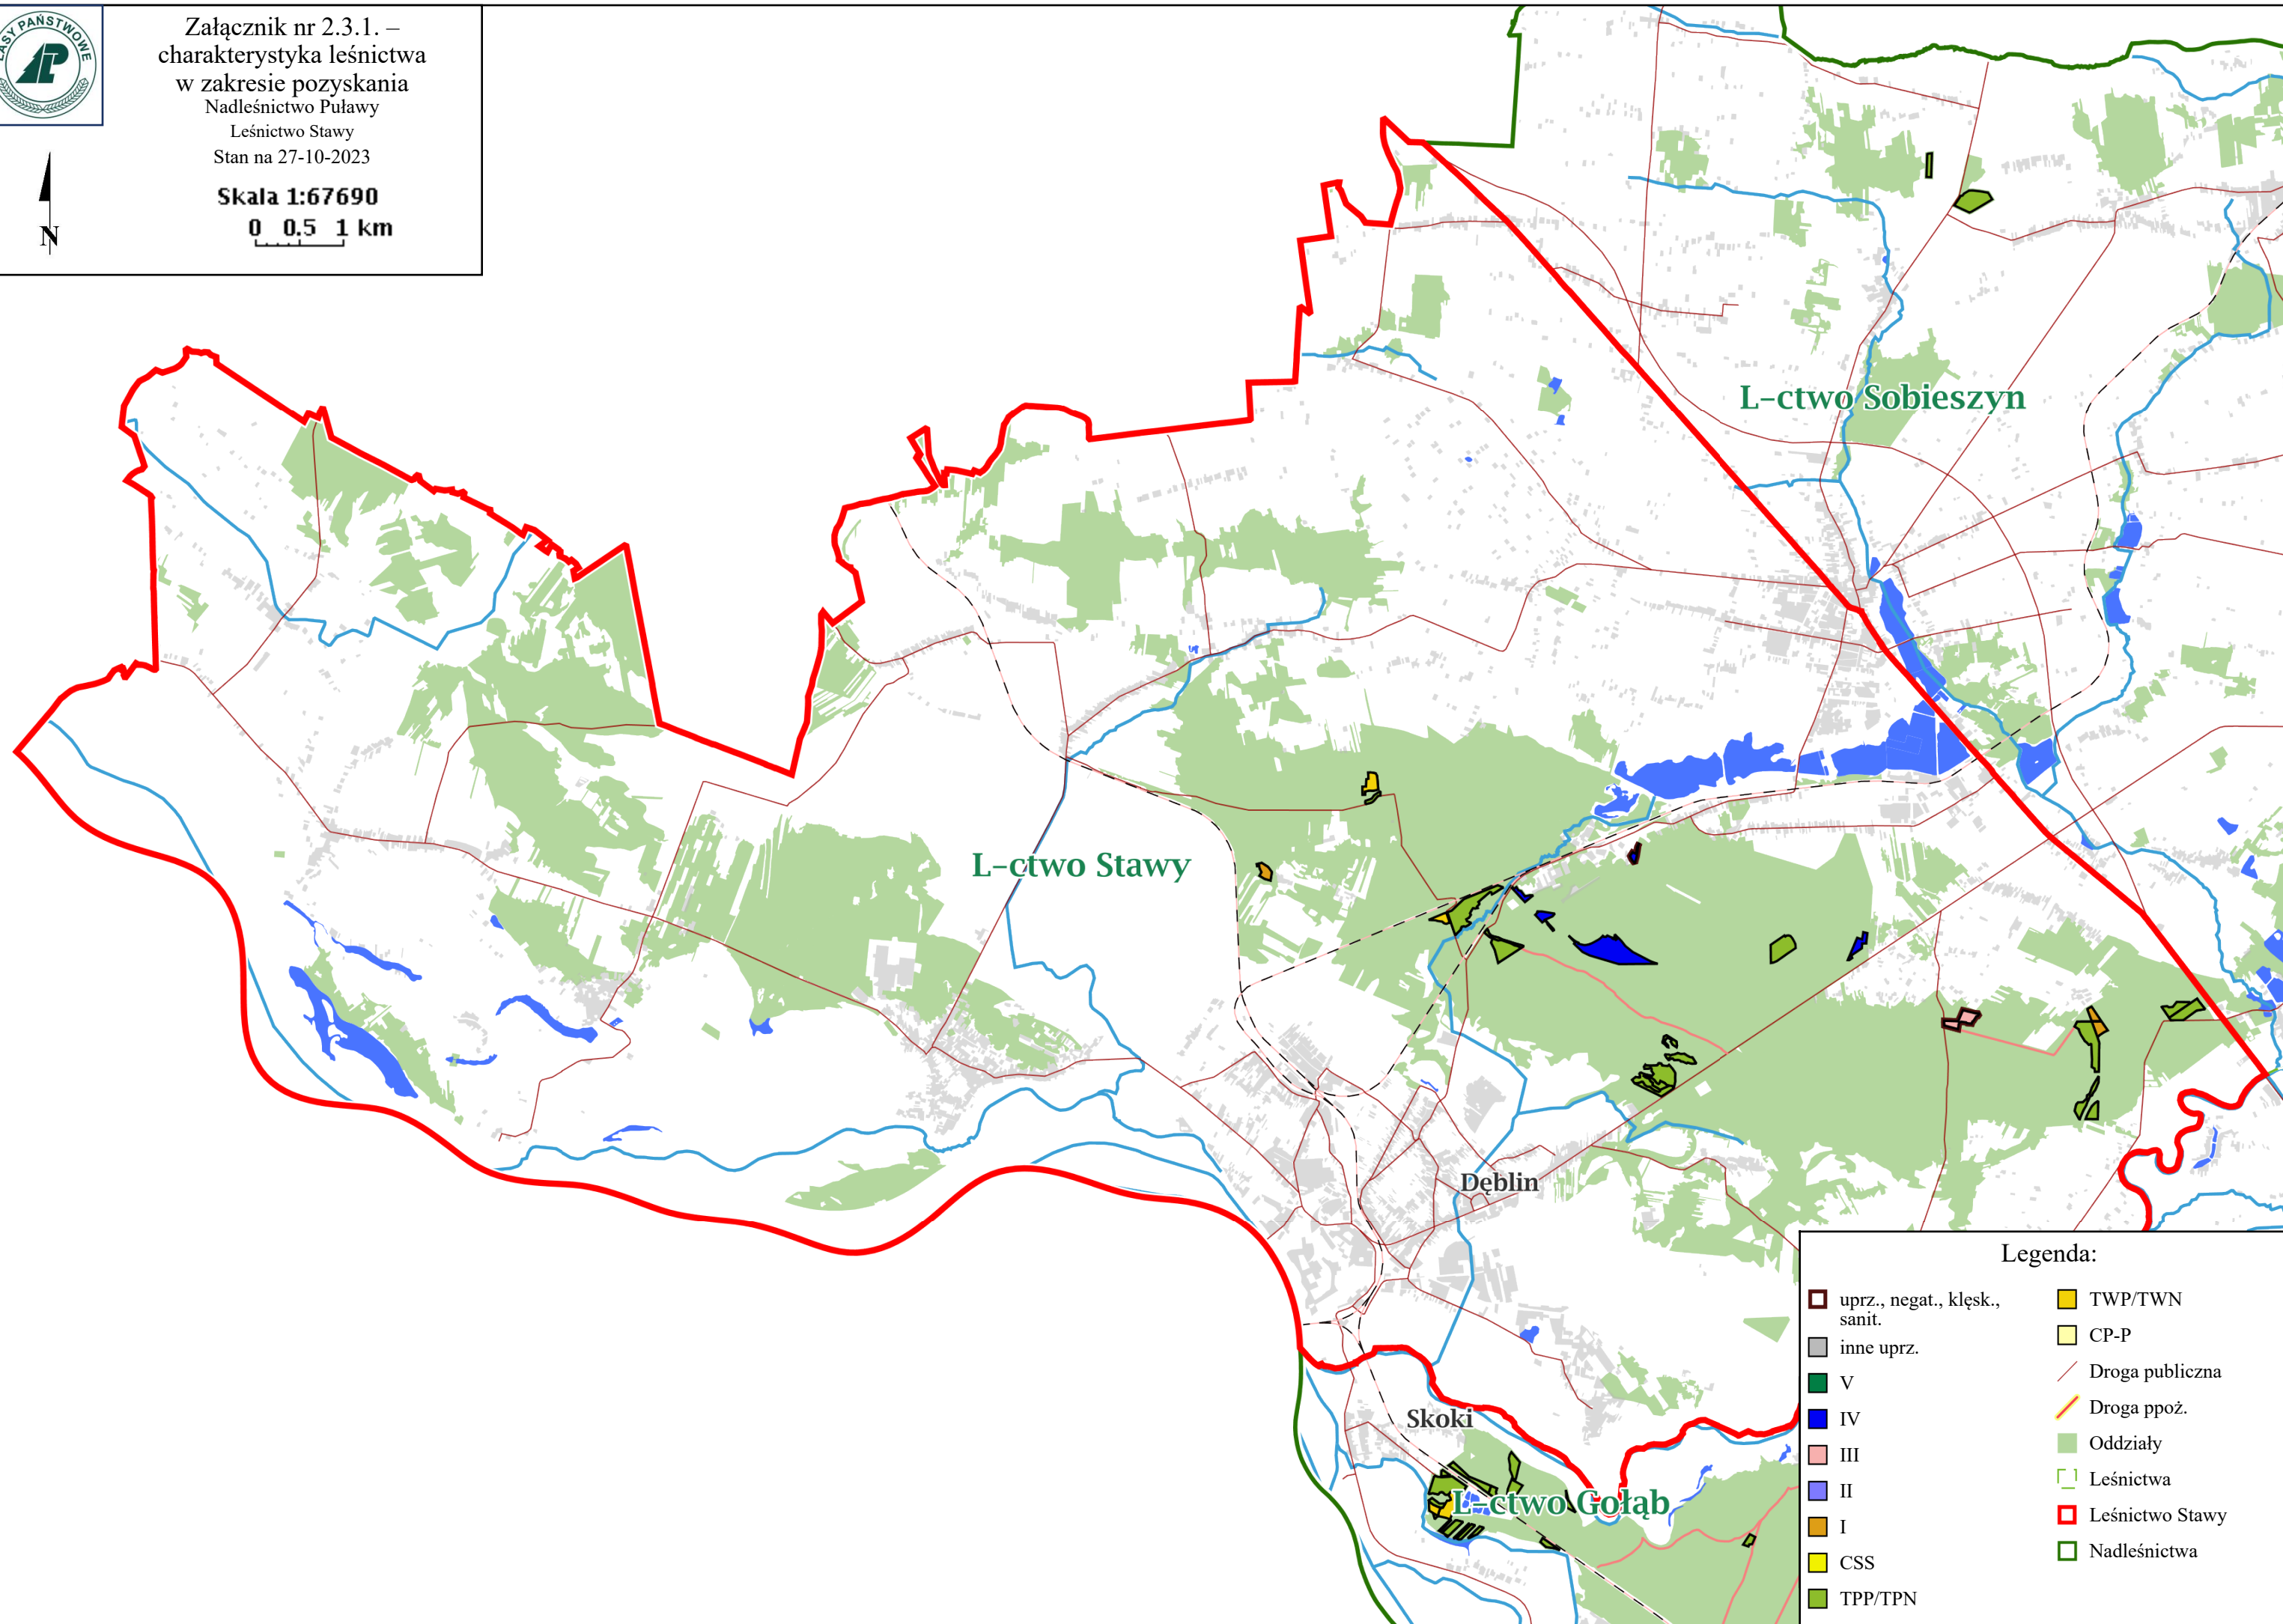 LASY PAŃSTWOWE
Załącznik nr 2.3.1. –
charakterystyka leśnictwa
w zakresie pozyskania
Nadleśnictwo Puławy
Leśnictwo Stawy
Stan na 27-10-2023
Skala 1:67690
0 0.5 1 km
N
L-ctwo Sobieszyn
L-ctwo Stawy
Dęblin
Skoki
L-ctwo Gołąb
Legenda:
uprz., negat., klęsk.,
sanit.
inne uprz.
V
IV
III
II
I
CSS
TPP/TPN
TWP/TWN
CP-P
Droga publiczna
Droga ppoż.
Oddziały
Leśnictwa
Leśnictwo Stawy
Nadleśnictwa